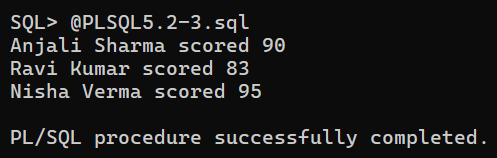 SQL> @PLSQL5.2-3.sql
Anjali Sharma scored 90
Ravi Kumar scored 83
Nisha Verma scored 95
PL/SQL procedure successfully completed.